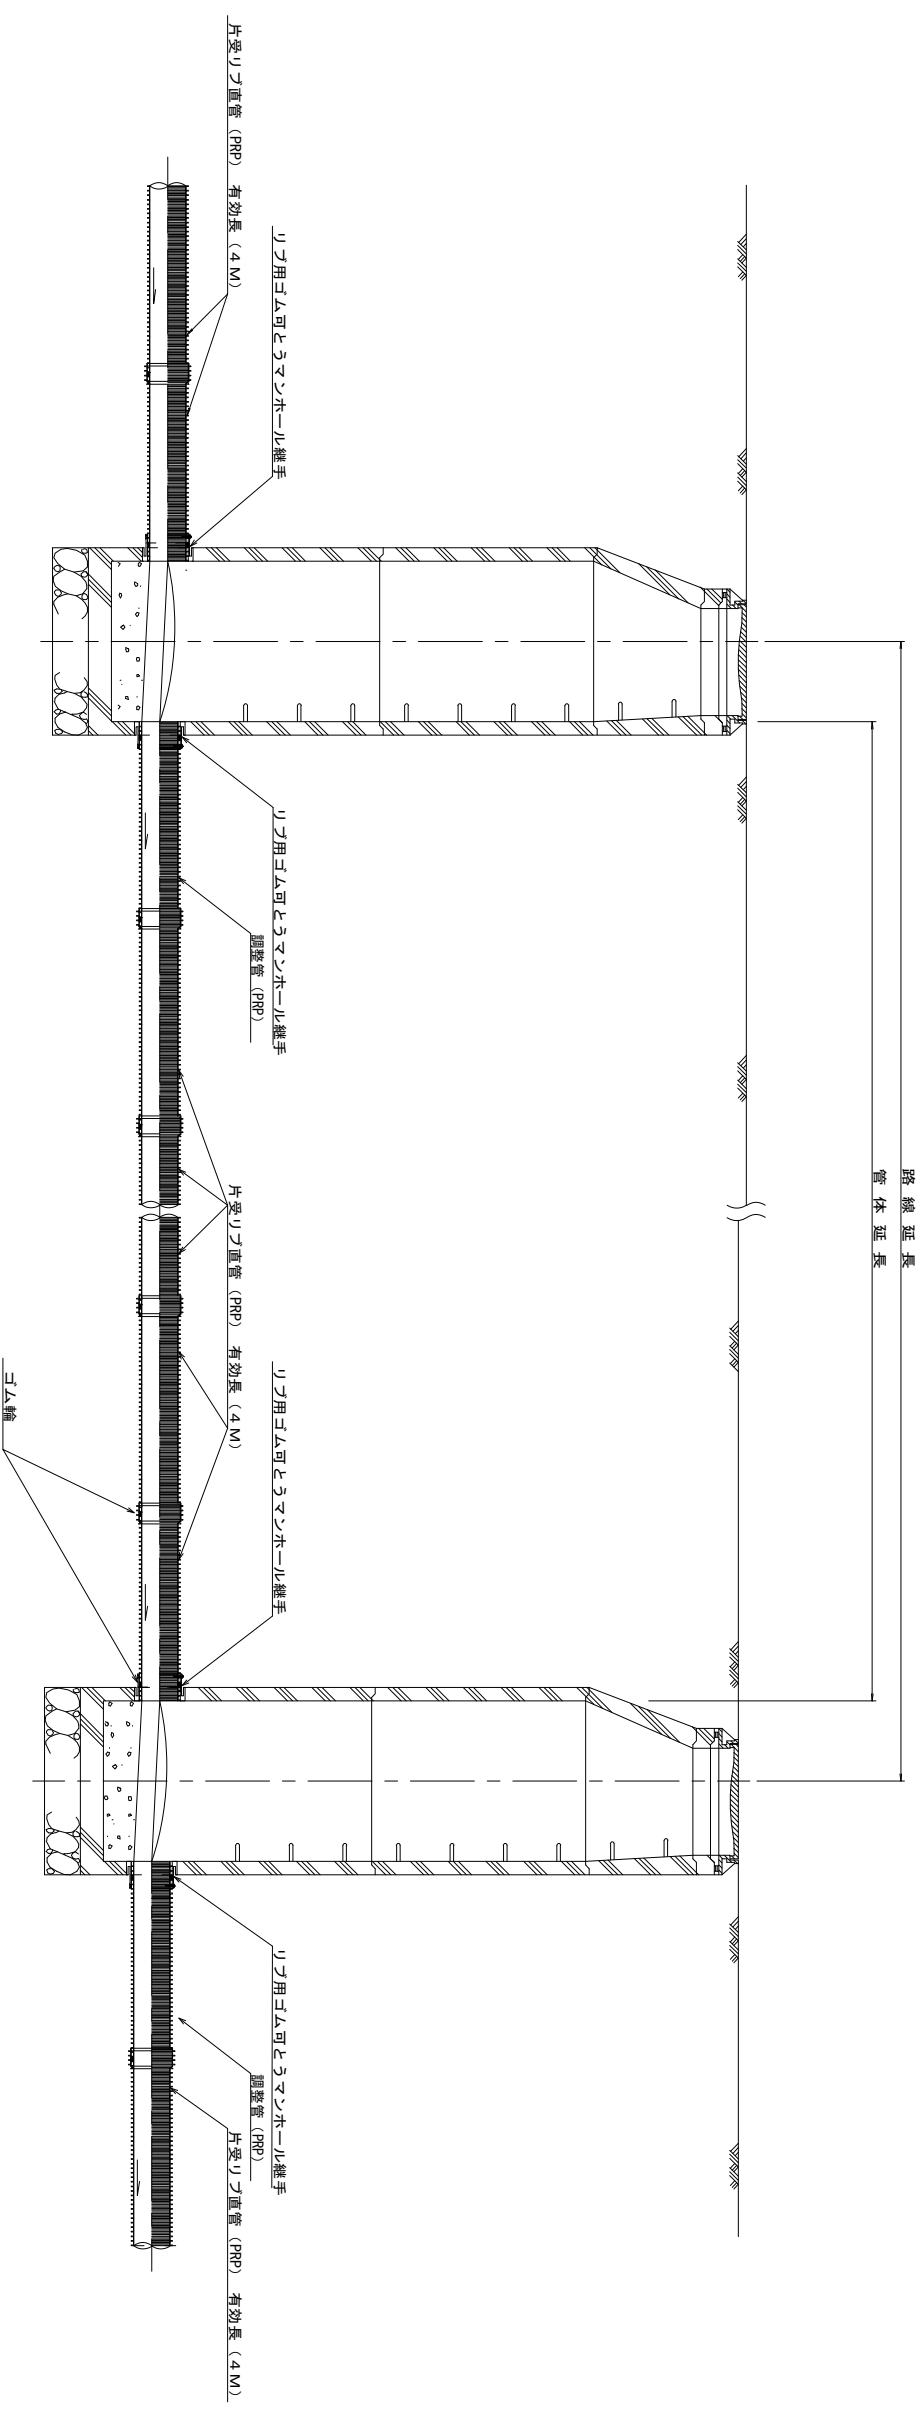 路線延長
管体延長
リブ用ゴム可とうマンホール継手
片受リブ直管（PRP） 有効長（４Ｍ）
リブ用ゴム可とうマンホール継手
調整管（PRP）
片受リブ直管（PRP） 有効長（４Ｍ）
リブ用ゴム可とうマンホール継手
リブ用ゴム可とうマンホール継手
調整管（PRP）
片受リブ直管（PRP） 有効長（４Ｍ）
ゴム輪